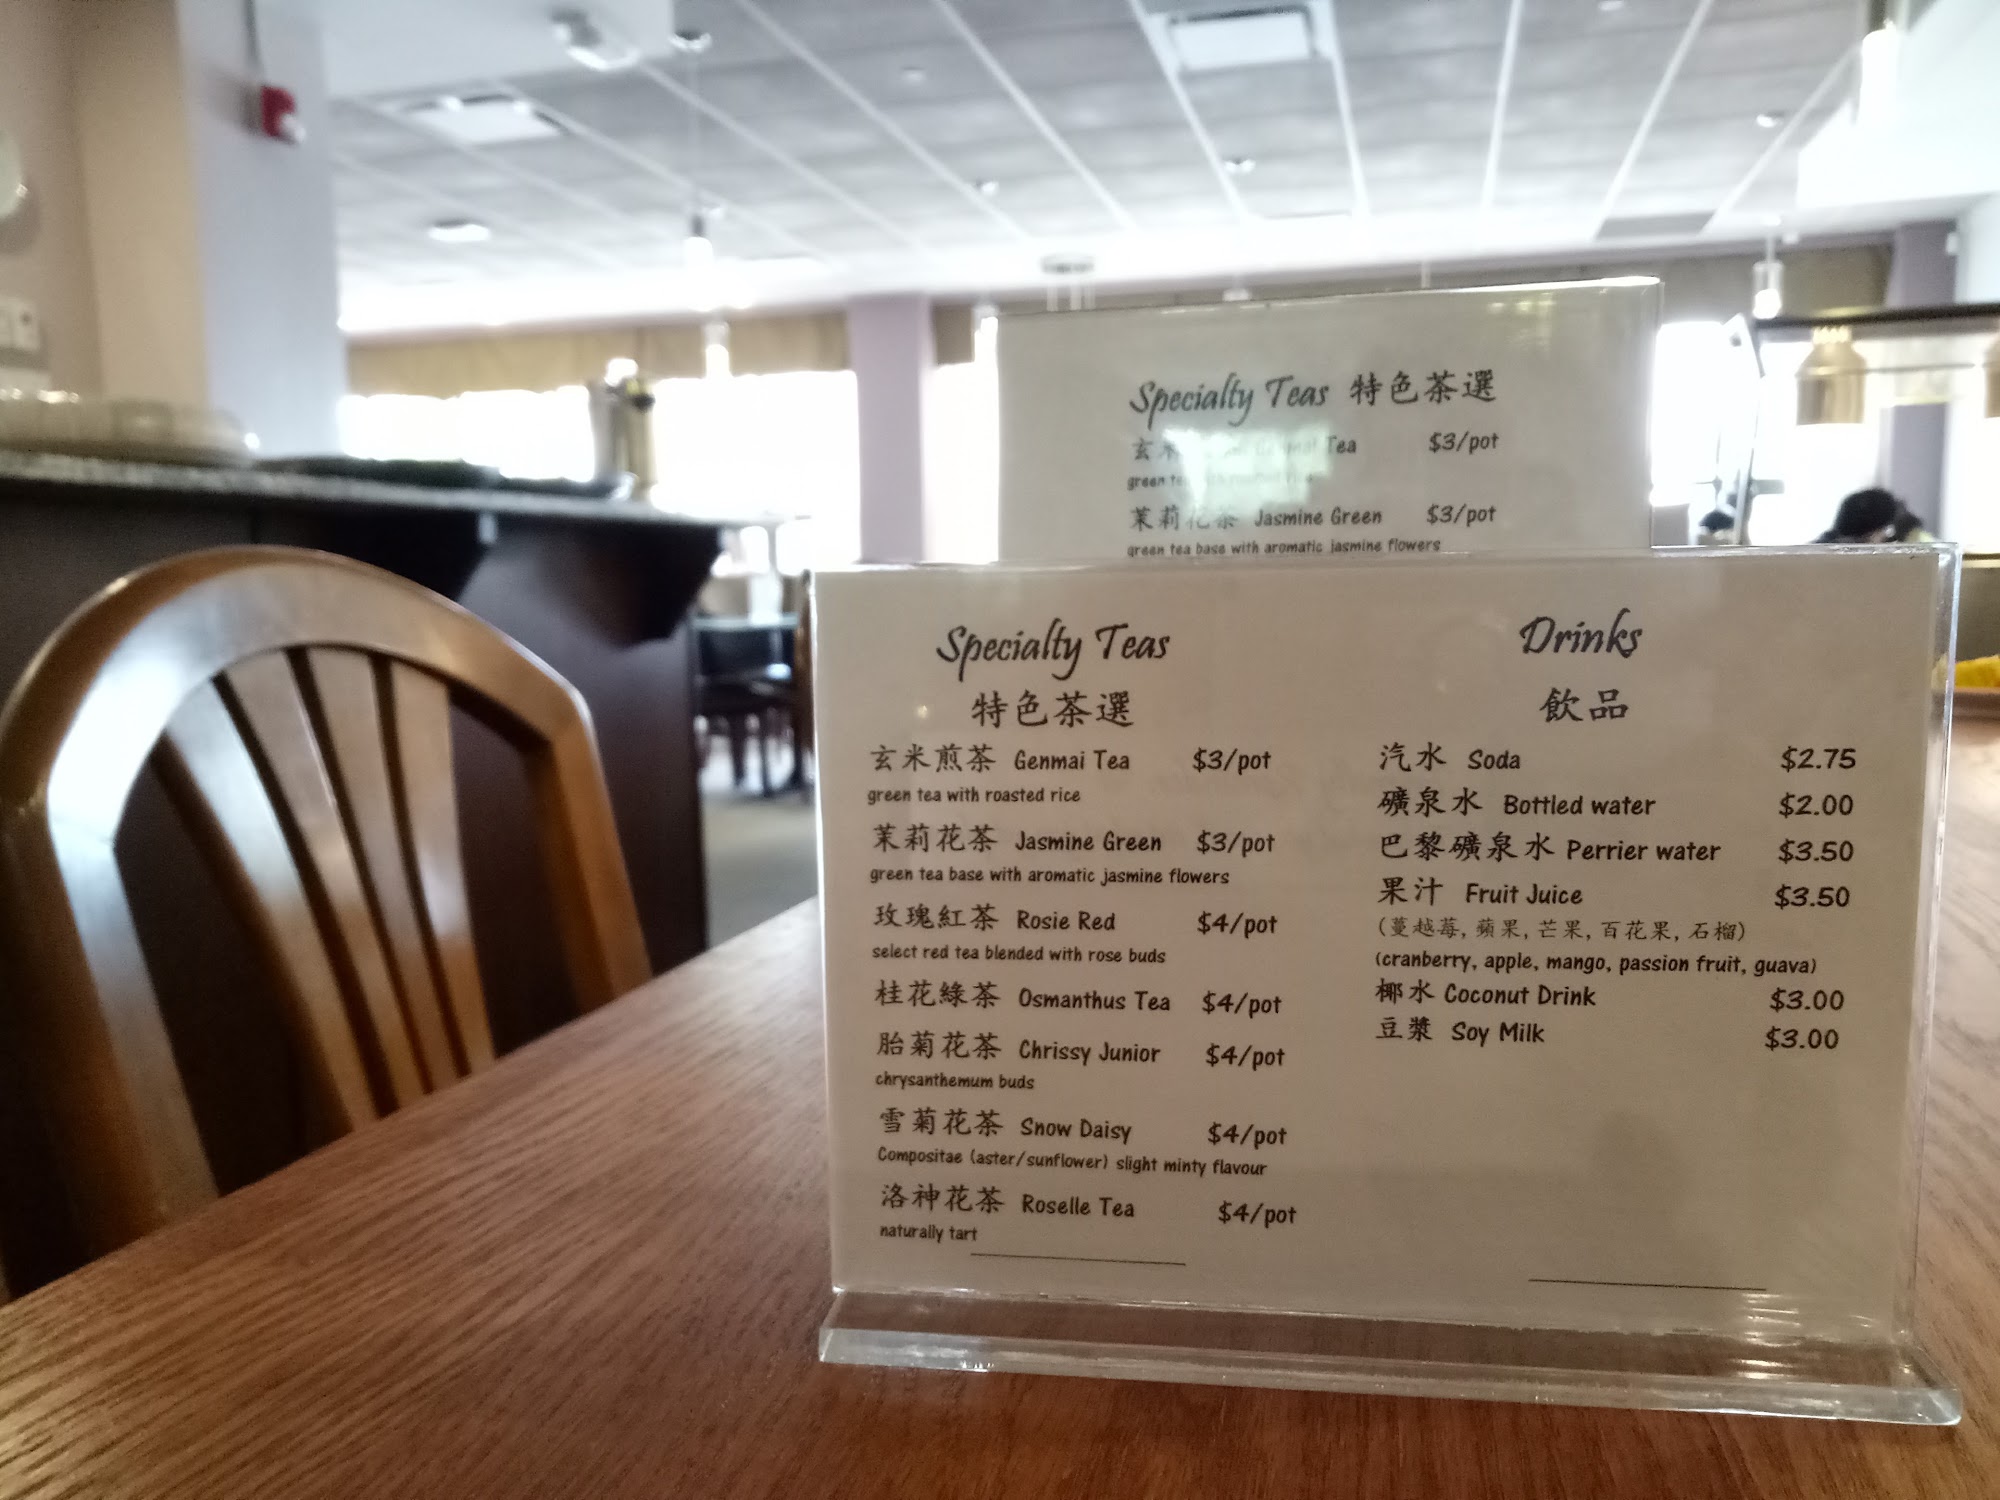 Specialty Teas 特色茶選
玄米 Tea $3/pot
green
茉莉花茶 Jasmine Green $3/pot
green tea base with aromatic jasmine flowers
Specialty Teas
特色茶選
玄米煎茶 Genmai Tea $3/pot
green tea with roasted rice
茉莉花茶 Jasmine Green $3/pot
green tea base with aromatic jasmine flowers
玫瑰紅茶 Rosie Red $4/pot
select red tea blended with rose buds
桂花綠茶 Osmanthus Tea $4/pot
胎菊花茶 Chrissy Junior $4/pot
chrysanthemum buds
雪菊花茶 Snow Daisy $4/pot
Compositae (aster/sunflower) slight minty flavour
洛神花茶 Roselle Tea $4/pot
naturally tart
Drinks
飲品
汽水 Soda $2.75
礦泉水 Bottled water $2.00
巴黎礦泉水 Perrier water $3.50
果汁 Fruit Juice $3.50
(蔓越莓, 蘋果, 芒果, 百花果, 石榴)
(cranberry, apple, mango, passion fruit, guava)
椰水 Coconut Drink $3.00
豆漿 Soy Milk $3.00